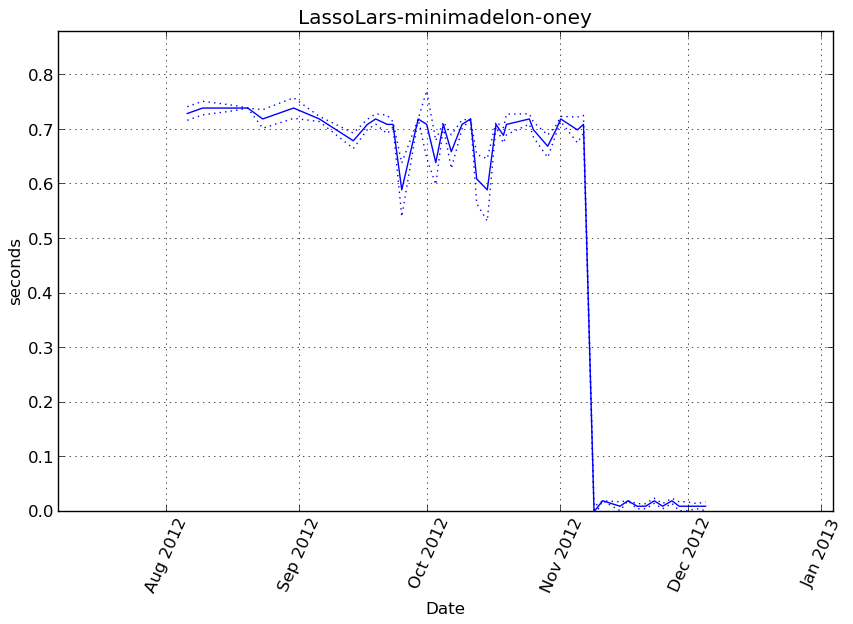 LassoLars-minimadelon-oney
0.8
0.7
0.6
0.5
0.4
0.3
0.2
0.1
0.0
seconds
Aug 2012
Sep 2012
Oct 2012
Nov 2012
Dec 2012
Jan 2013
Date